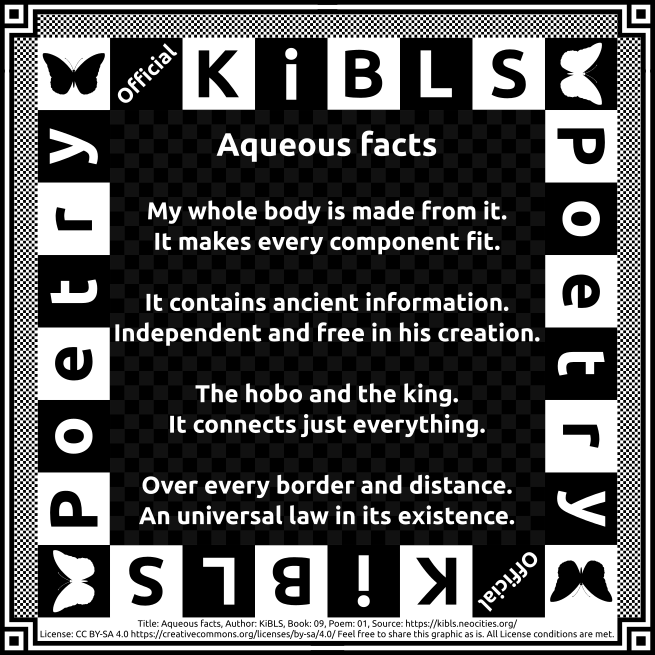 Official KiBLS
Poetry
Poetry
Aqueous facts
My whole body is made from it.
It makes every component fit.
It contains ancient information.
Independent and free in his creation.
The hobo and the king.
It connects just everything.
Over every border and distance.
An universal law in its existence.
Official KiBLS
Title: Aqueous facts, Author: KiBLS, Book: 09, Poem: 01, Source: https://kibls.neocities.org/
License: CC BY-SA 4.0 https://creativecommons.org/licenses/by-sa/4.0/ Feel free to share this graphic as is. All License conditions are met.